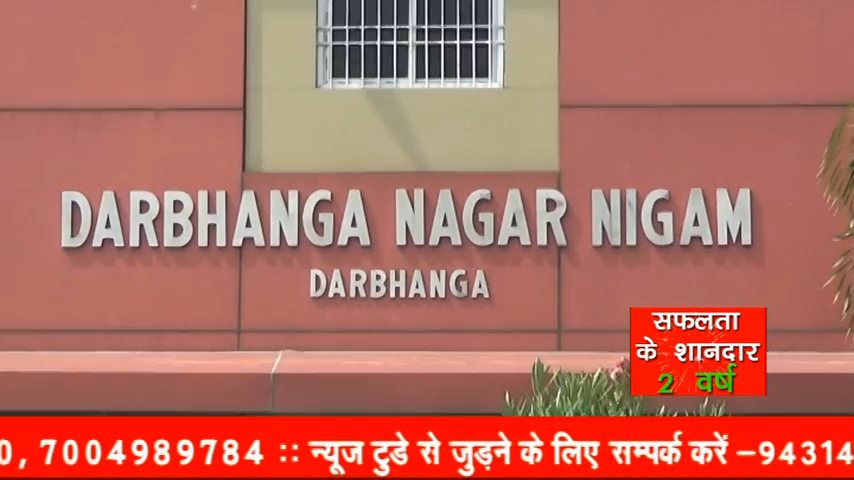 DARBHANGA NAGAR NIGAM
DARBHANGA
सफलता
के शानदार
2 वर्ष
0, 7004989784 :: न्यूज टुडे से जुड़ने के लिए सम्पर्क करें –94314